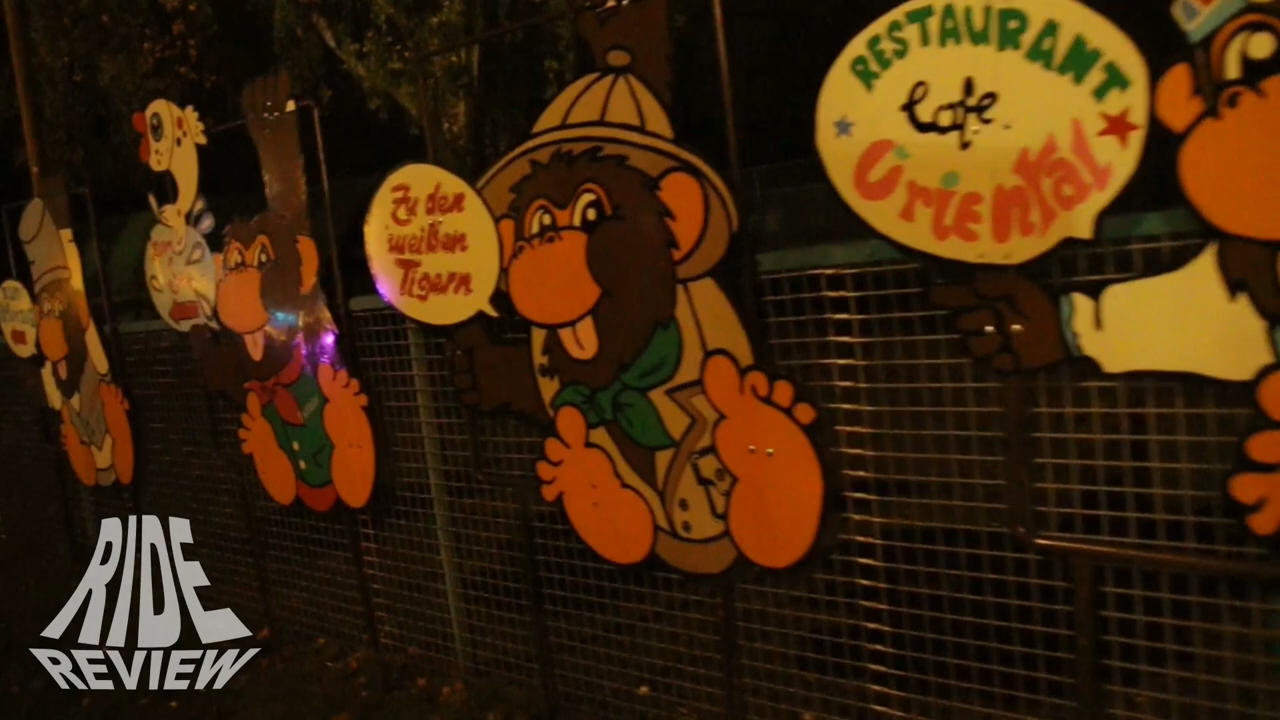 Zu den
weißen
Tigern
RESTAURANT
Cafe.
Oriental
RIDE
REVIEW